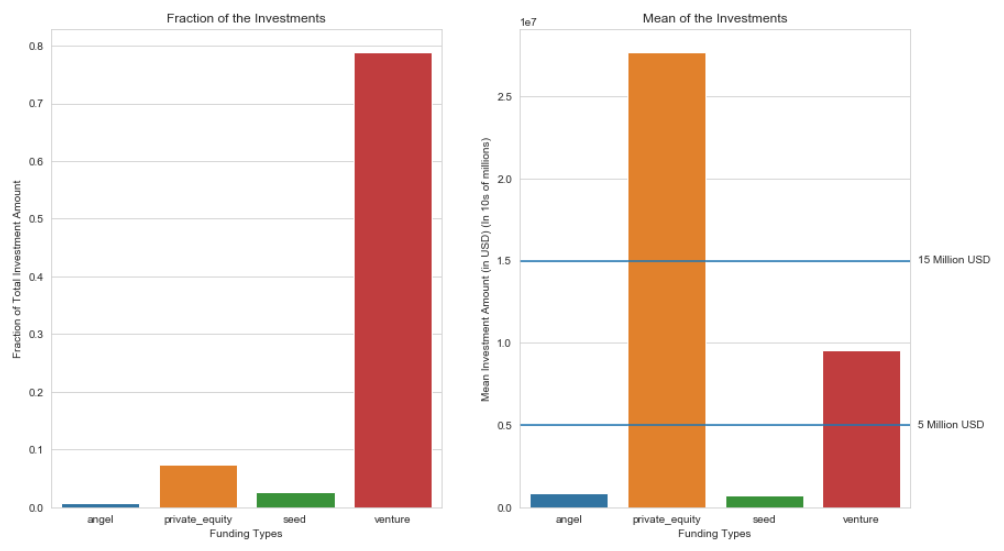 Fraction of the Investments
Fraction of Total Investment Amount
0.8
0.7
0.6
0.5
0.4
0.3
0.2
0.1
0.0
angel private_equity seed venture
Funding Types
Mean of the Investments
1e7
Mean Investment Amount (in USD) (In 10s of millions)
2.5
2.0
1.5
1.0
0.5
0.0
15 Million USD
5 Million USD
angel private_equity seed venture
Funding Types